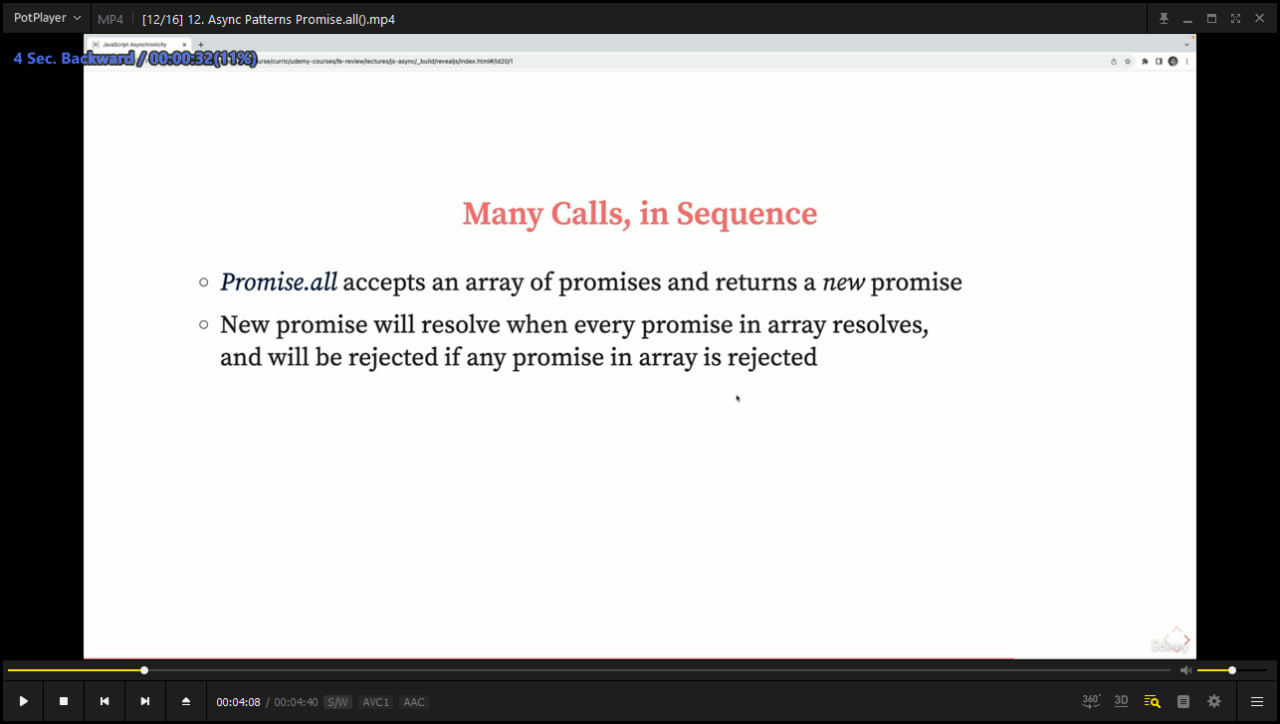 PotPlayer
MP4
[12/16] 12. Async Patterns Promise.all().mp4
JavaScript Asynchronicity
4 Sec. Backward / 00:00:32(11%)
urse/curric/udemy-courses/fe-review/lectures/js-async/_build/revealjs/index.html#/id20/1
Many Calls, in Sequence
Promise.all accepts an array of promises and returns a new promise
New promise will resolve when every promise in array resolves,
and will be rejected if any promise in array is rejected
Udemy
00:04:08 / 00:04:40 S/W AVC1 AAC
360° 3D